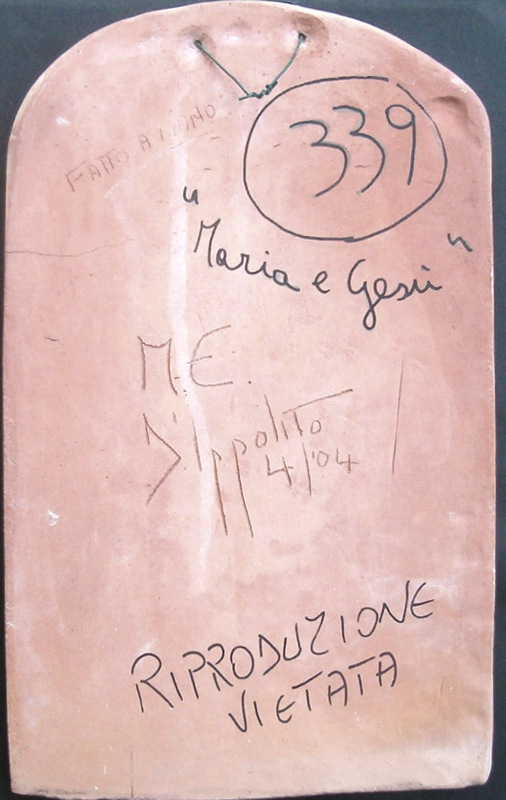 FATTO A MANO
339
"Maria e Gesù"
M.E.
D'Ippolito
4/'04
RIPRODUZIONE
VIETATA